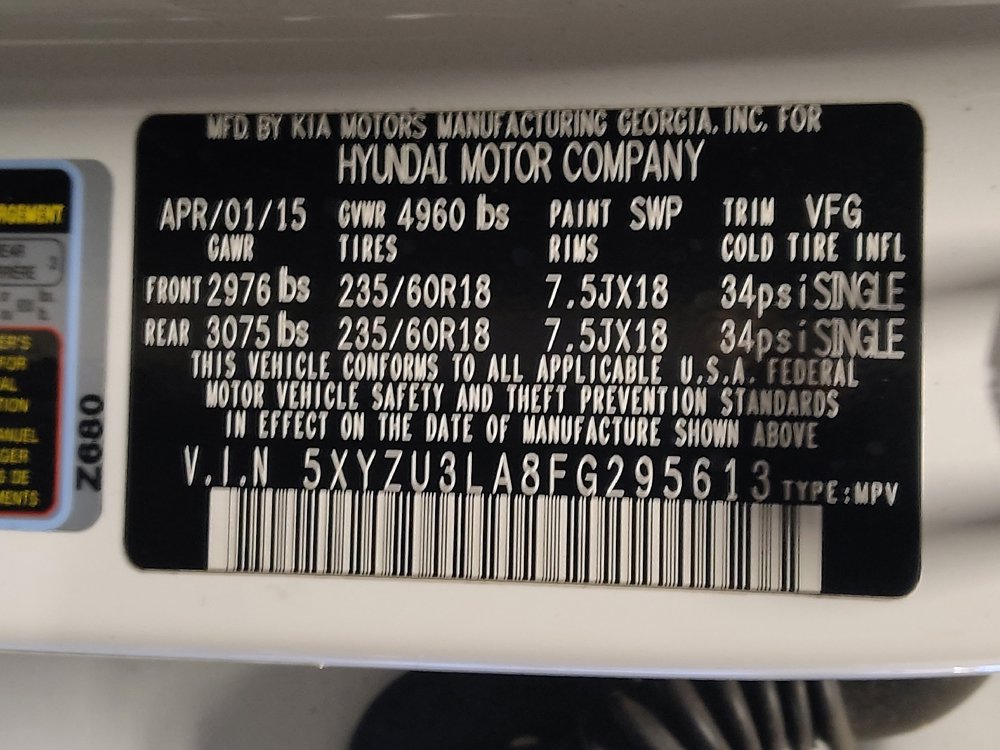 MFD. BY KIA MOTORS MANUFACTURING GEORGIA, INC. FOR
HYUNDAI MOTOR COMPANY
APR/01/15 GVWR 4960 lbs PAINT SWP TRIM VFG
GAWR TIRES RIMS COLD TIRE INFL
FRONT 2976 lbs 235/60R18 7.5JX18 34psi SINGLE
REAR 3075 lbs 235/60R18 7.5JX18 34psi SINGLE
THIS VEHICLE CONFORMS TO ALL APPLICABLE U.S.A. FEDERAL
MOTOR VEHICLE SAFETY AND THEFT PREVENTION STANDARDS
IN EFFECT ON THE DATE OF MANUFACTURE SHOWN ABOVE
V.I.N 5XYZU3LA8FG295613 TYPE:MPV
Z680